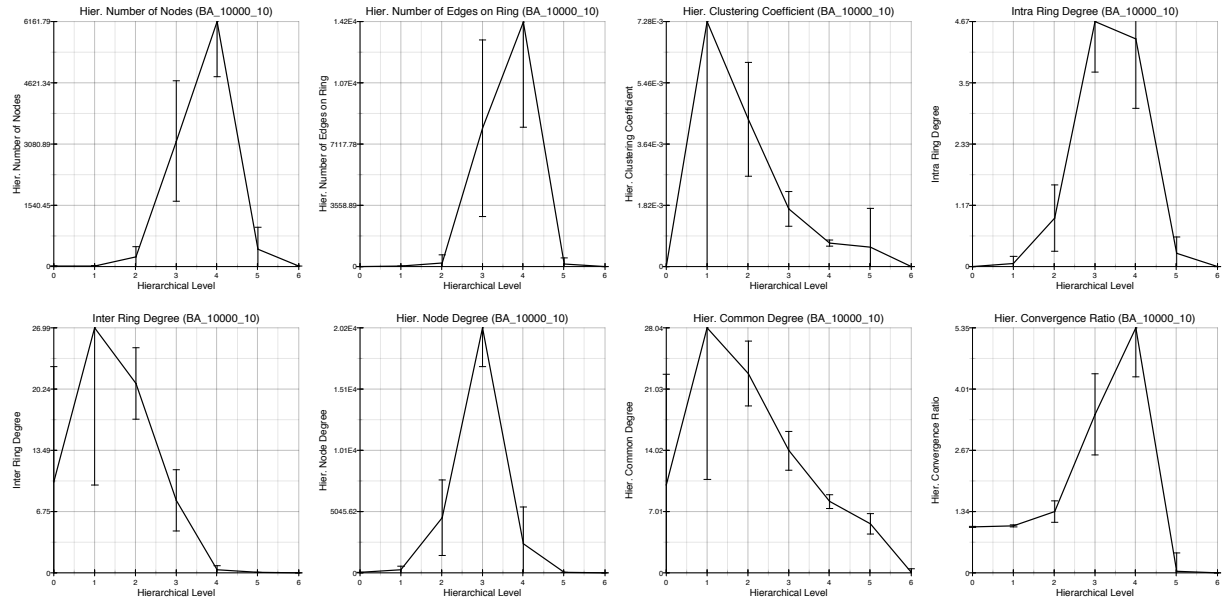 Hier. Number of Nodes (BA_10000_10)
6161.79
4621.34
3080.89
1540.45
0
Hier. Number of Nodes
0 1 2 3 4 5 6
Hierarchical Level
Hier. Number of Edges on Ring (BA_10000_10)
1.42E4
1.07E4
7117.78
3558.89
0
Hier. Number of Edges on Ring
0 1 2 3 4 5 6
Hierarchical Level
Hier. Clustering Coefficient (BA_10000_10)
7.28E-3
5.46E-3
3.64E-3
1.82E-3
0
Hier. Clustering Coefficient
0 1 2 3 4 5 6
Hierarchical Level
Intra Ring Degree (BA_10000_10)
4.67
3.5
2.33
1.17
0
Intra Ring Degree
0 1 2 3 4 5 6
Hierarchical Level
Inter Ring Degree (BA_10000_10)
26.99
20.24
13.49
6.75
0
Inter Ring Degree
0 1 2 3 4 5 6
Hierarchical Level
Hier. Node Degree (BA_10000_10)
2.02E4
1.51E4
1.01E4
5045.62
0
Hier. Node Degree
0 1 2 3 4 5 6
Hierarchical Level
Hier. Common Degree (BA_10000_10)
28.04
21.03
14.02
7.01
0
Hier. Common Degree
0 1 2 3 4 5 6
Hierarchical Level
Hier. Convergence Ratio (BA_10000_10)
5.35
4.01
2.67
1.34
0
Hier. Convergence Ratio
0 1 2 3 4 5 6
Hierarchical Level